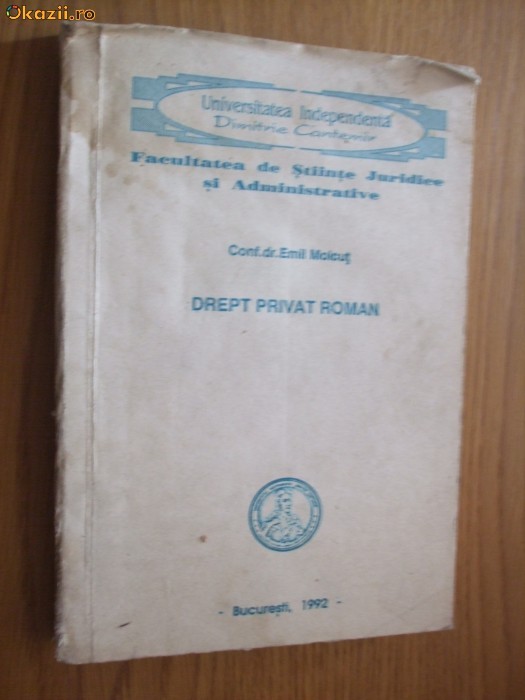 Okazii.ro
Universitatea Independentă
Dimitrie Cantemir
Facultatea de Științe Juridice
și Administrative
Conf.dr.Emil Molcuț
DREPT PRIVAT ROMAN
- București, 1992 -